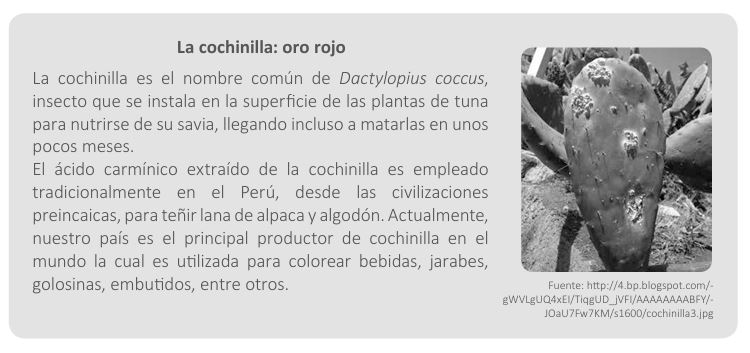 La cochinilla: oro rojo
La cochinilla es el nombre común de Dactylopius coccus,
insecto que se instala en la superficie de las plantas de tuna
para nutrirse de su savia, llegando incluso a matarlas en unos
pocos meses.
El ácido carmínico extraído de la cochinilla es empleado
tradicionalmente en el Perú, desde las civilizaciones
preincaicas, para teñir lana de alpaca y algodón. Actualmente,
nuestro país es el principal productor de cochinilla en el
mundo la cual es utilizada para colorear bebidas, jarabes,
golosinas, embutidos, entre otros.
Fuente: http://4.bp.blogspot.com/-
gWVLgUQ4xEI/TiqgUD_jVFI/AAAAAAAABFY/-
JOaU7Fw7KM/s1600/cochinilla3.jpg